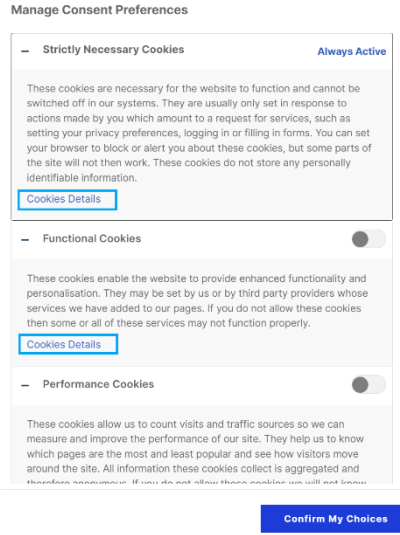 Manage Consent Preferences
– Strictly Necessary Cookies Always Active
These cookies are necessary for the website to function and cannot be
switched off in our systems. They are usually only set in response to
actions made by you which amount to a request for services, such as
setting your privacy preferences, logging in or filling in forms. You can set
your browser to block or alert you about these cookies, but some parts of
the site will not then work. These cookies do not store any personally
identifiable information.
Cookies Details
– Functional Cookies
These cookies enable the website to provide enhanced functionality and
personalisation. They may be set by us or by third party providers whose
services we have added to our pages. If you do not allow these cookies
then some or all of these services may not function properly.
Cookies Details
– Performance Cookies
These cookies allow us to count visits and traffic sources so we can
measure and improve the performance of our site. They help us to know
which pages are the most and least popular and see how visitors move
around the site. All information these cookies collect is aggregated and
therefore anonymous. If you do not allow these cookies we will not know
Confirm My Choices